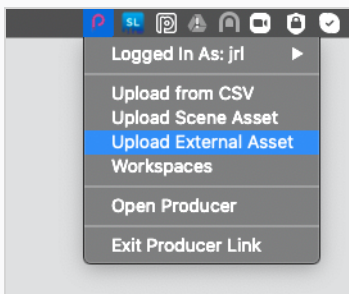 SL
Logged In As: jrl
Upload from CSV
Upload Scene Asset
Upload External Asset
Workspaces
Open Producer
Exit Producer Link